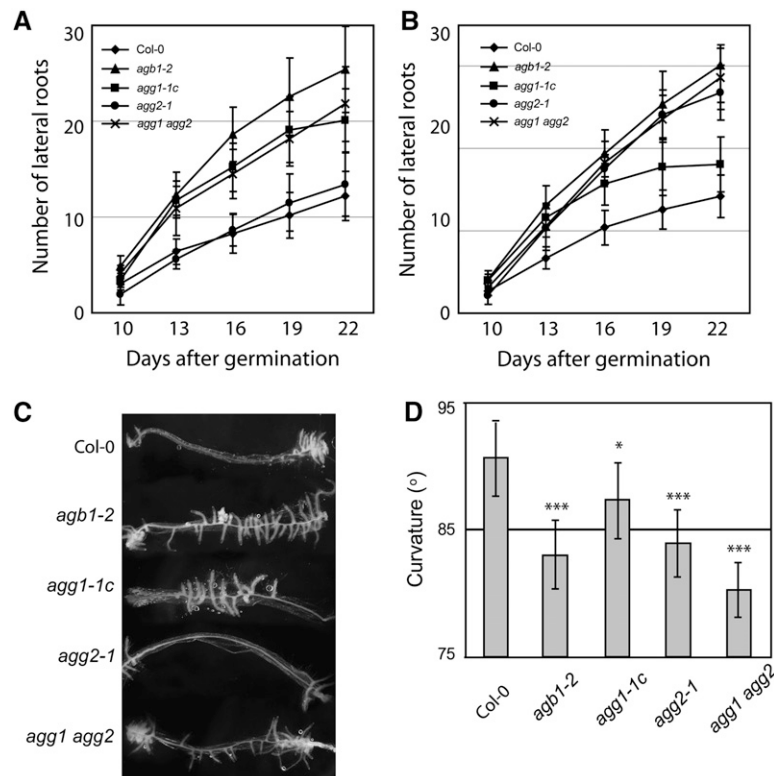 A
Number of lateral roots
30
20
10
0
Col-0
agb1-2
agg1-1c
agg2-1
agg1 agg2
10 13 16 19 22
Days after germination
B
Number of lateral roots
30
20
10
0
Col-0
agb1-2
agg1-1c
agg2-1
agg1 agg2
10 13 16 19 22
Days after germination
C
Col-0
agb1-2
agg1-1c
agg2-1
agg1 agg2
D
Curvature (o)
95
85
75
***
*
***
***
Col-0
agb1-2
agg1-1c
agg2-1
agg1 agg2